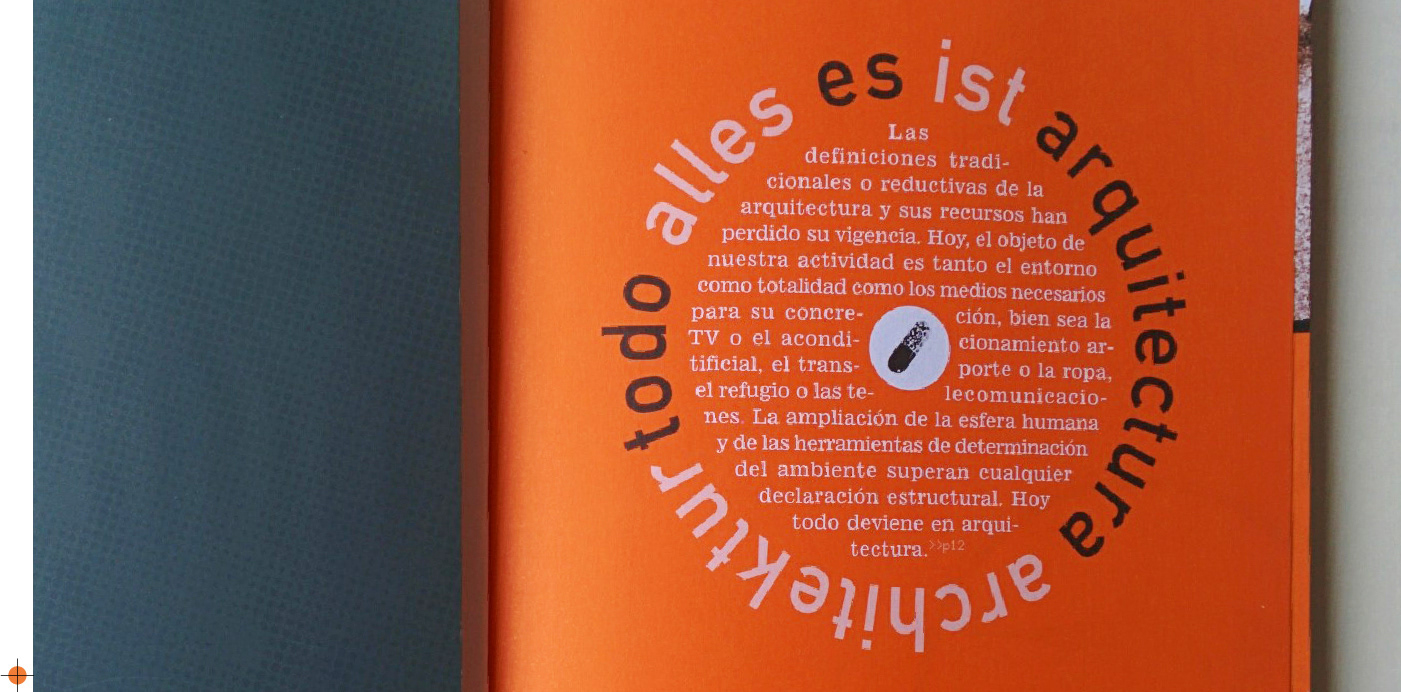 todo alles es ist arquitectura architektur
Las
definiciones tradi-
cionales o reductivas de la
arquitectura y sus recursos han
perdido su vigencia. Hoy, el objeto de
nuestra actividad es tanto el entorno
como totalidad como los medios necesarios
para su concre- ción, bien sea la
TV o el acondi- cionamiento ar-
tificial, el trans- porte o la ropa,
el refugio o las te- lecomunicacio-
nes. La ampliación de la esfera humana
y de las herramientas de determinación
del ambiente superan cualquier
declaración estructural. Hoy
todo deviene en arqui-
tectura.>>p12